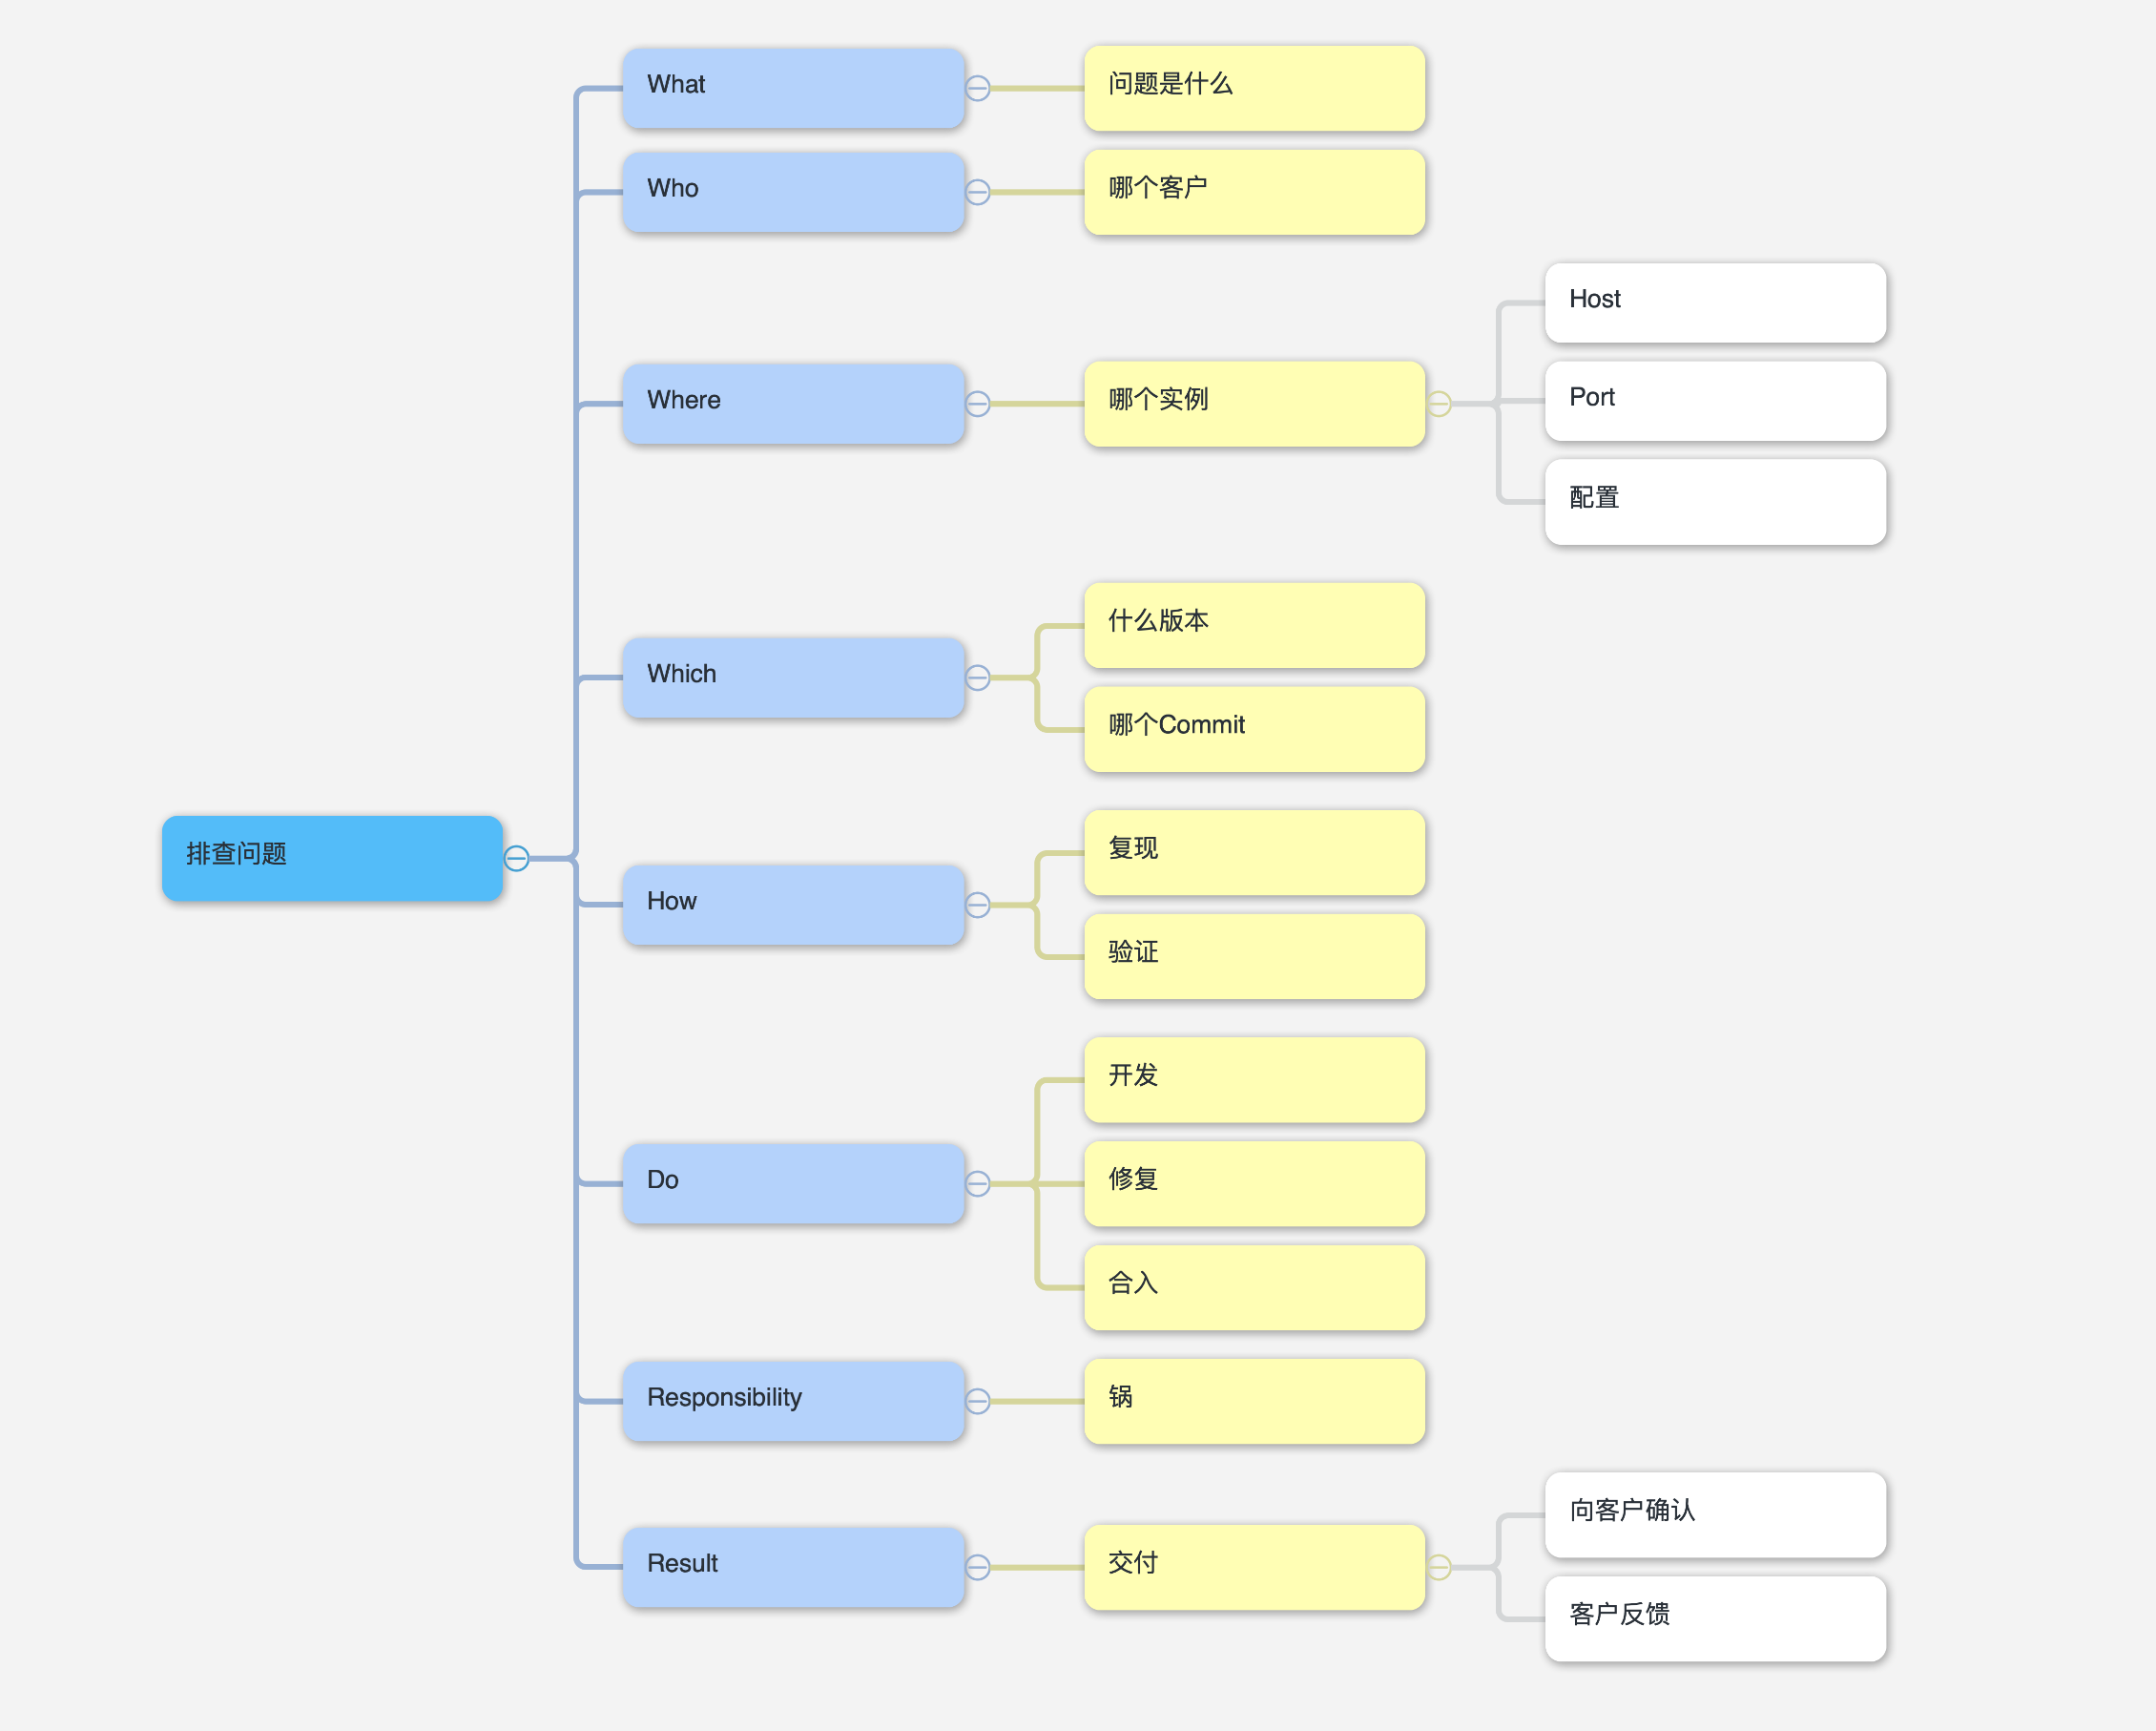 排查问题
What
问题是什么
Who
哪个客户
Where
哪个实例
Host
Port
配置
Which
什么版本
哪个Commit
How
复现
验证
Do
开发
修复
合入
Responsibility
锅
Result
交付
向客户确认
客户反馈